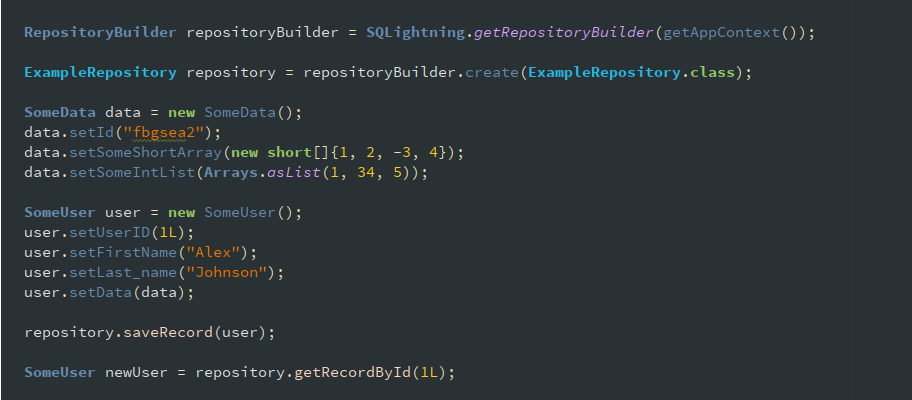 RepositoryBuilder repositoryBuilder = SQLightning.getRepositoryBuilder(getAppContext());
ExampleRepository repository = repositoryBuilder.create(ExampleRepository.class);
SomeData data = new SomeData();
data.setId("fbgsea2");
data.setSomeShortArray(new short[]{1, 2, -3, 4});
data.setSomeIntList(Arrays.asList(1, 34, 5));
SomeUser user = new SomeUser();
user.setUserID(1L);
user.setFirstName("Alex");
user.setLast_name("Johnson");
user.setData(data);
repository.saveRecord(user);
SomeUser newUser = repository.getRecordById(1L);